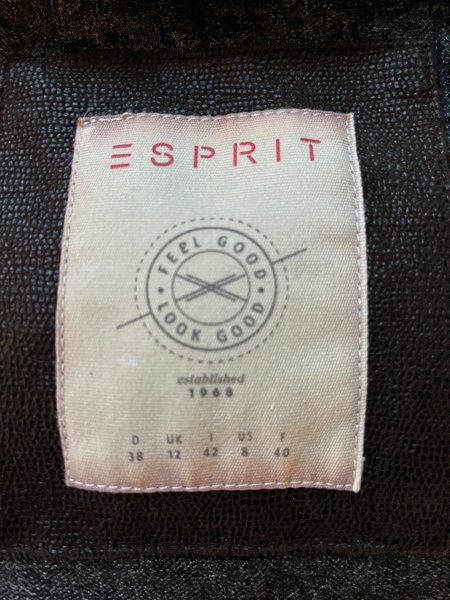 ESPRIT
FEEL GOOD
LOOK GOOD
established
1968
D UK I US F
38 12 42 8 40